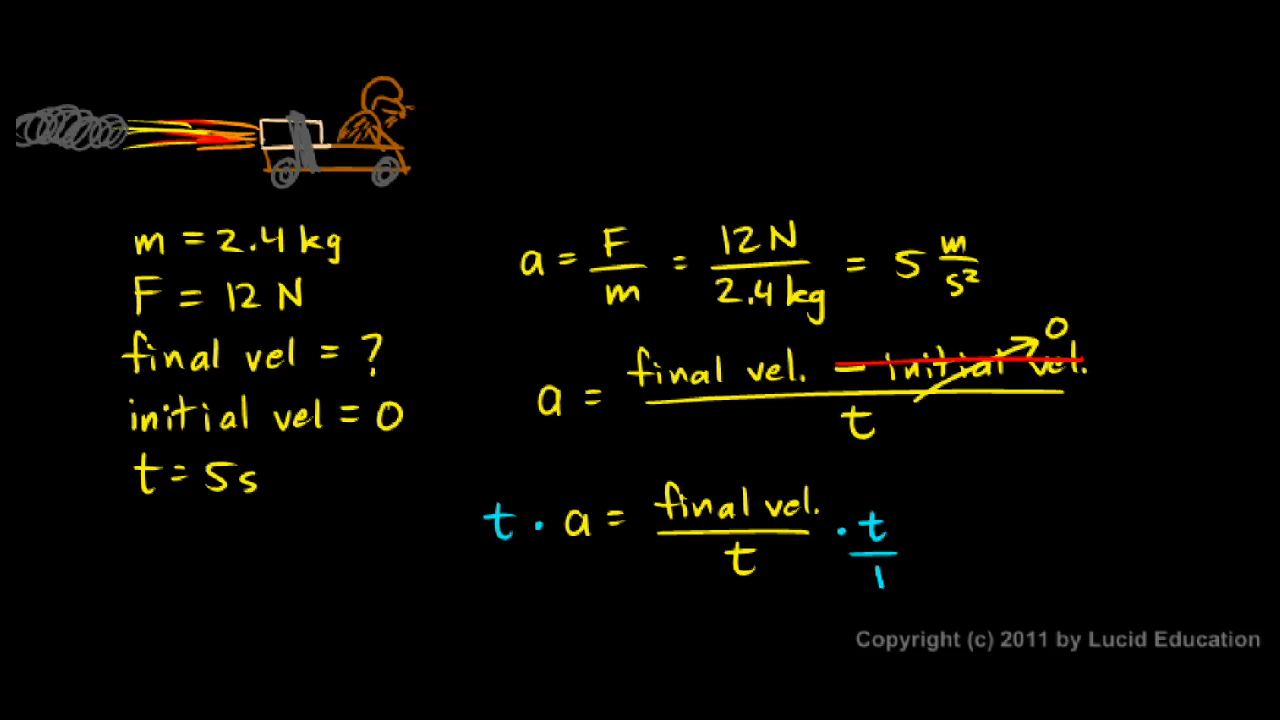 m = 2.4 kg
F = 12 N
final vel = ?
initial vel = 0
t = 5 s
a = F/m = 12 N / 2.4 kg = 5 m/s²
a = final vel. − initial vel. / t
0
t · a = final vel. / t · t/1
Copyright (c) 2011 by Lucid Education